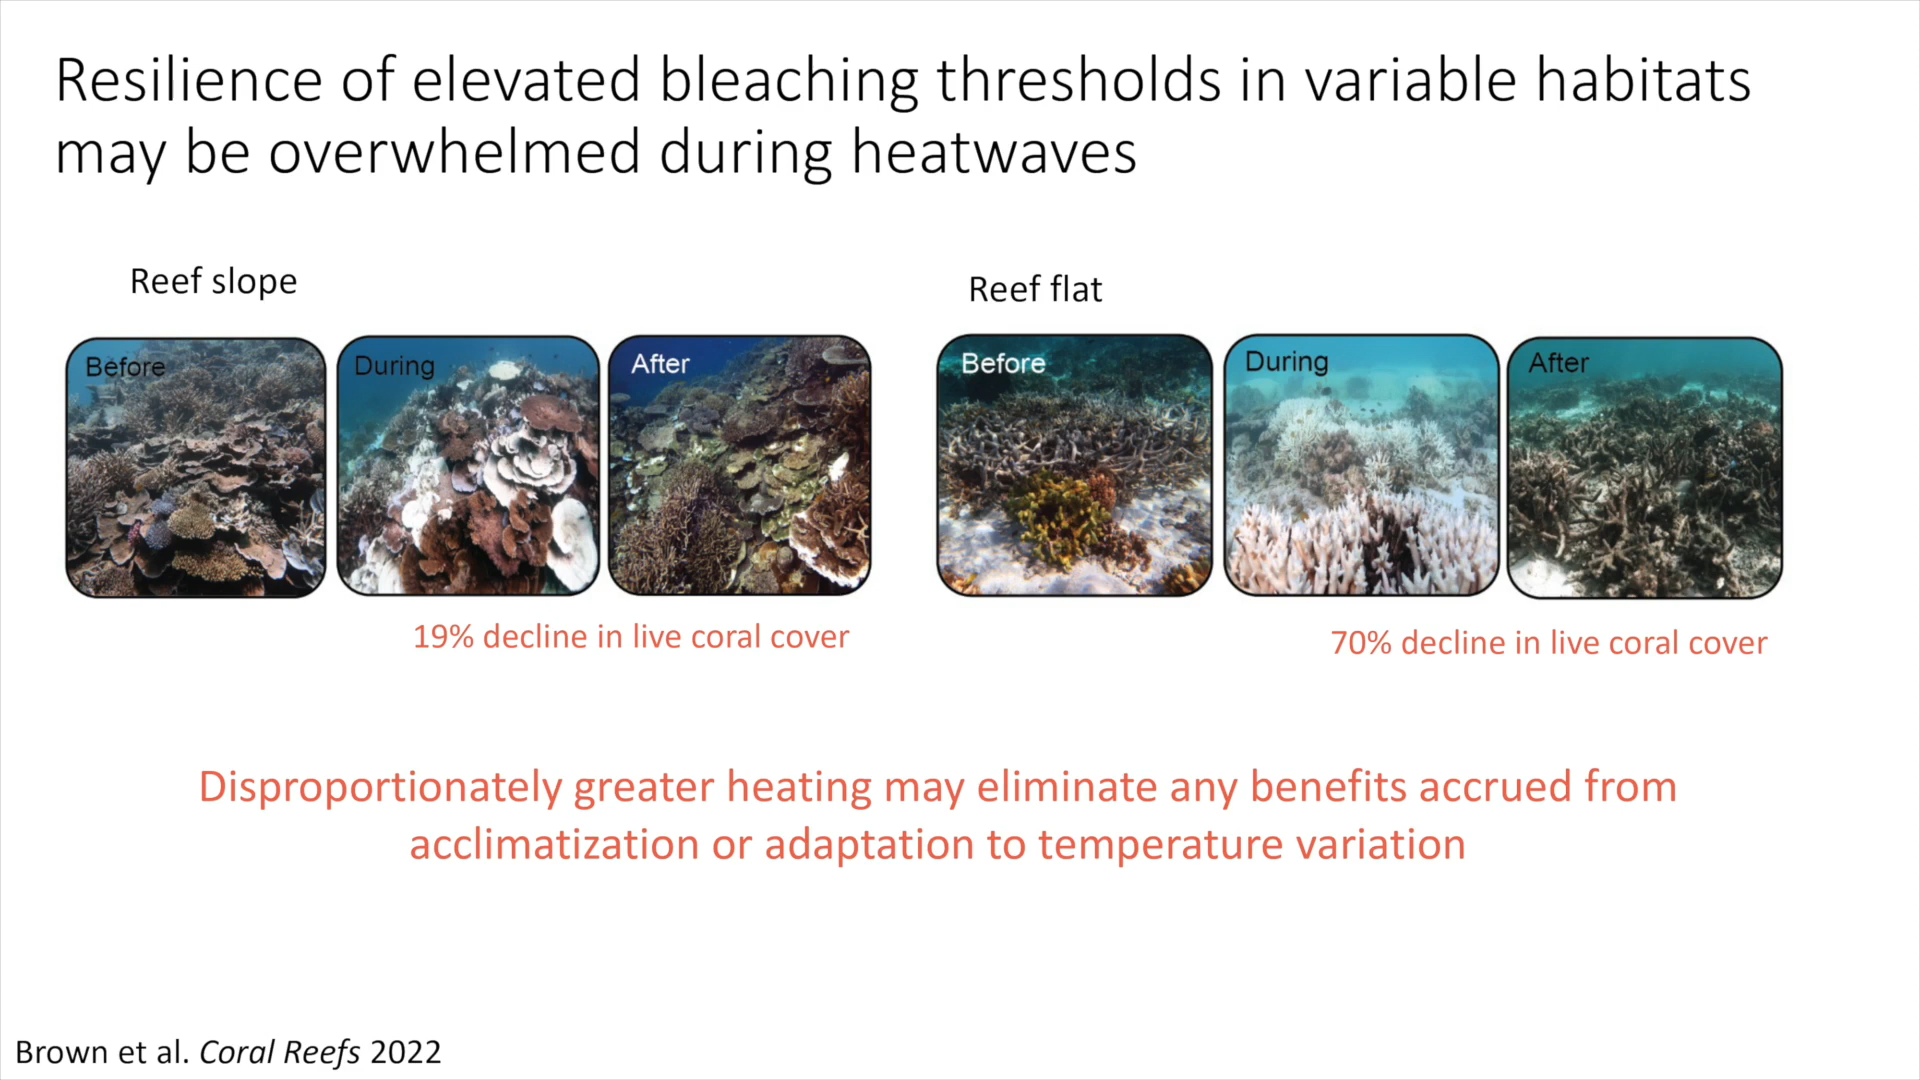 Resilience of elevated bleaching thresholds in variable habitats
may be overwhelmed during heatwaves
Reef slope
Before
During
After
19% decline in live coral cover
Reef flat
Before
During
After
70% decline in live coral cover
Disproportionately greater heating may eliminate any benefits accrued from
acclimatization or adaptation to temperature variation
Brown et al. Coral Reefs 2022